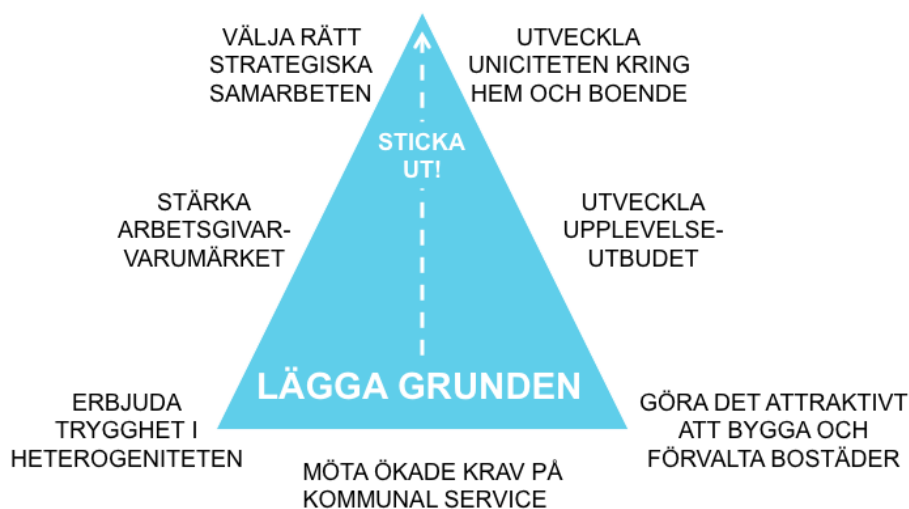 VÄLJA RÄTT
STRATEGISKA
SAMARBETEN
UTVECKLA
UNICITETEN KRING
HEM OCH BOENDE
STICKA
UT!
STÄRKA
ARBETSGIVAR-
VARUMÄRKET
UTVECKLA
UPPLEVELSE-
UTBUDET
LÄGGA GRUNDEN
ERBJUDA
TRYGGHET I
HETEROGENITETEN
MÖTA ÖKADE KRAV PÅ
KOMMUNAL SERVICE
GÖRA DET ATTRAKTIVT
ATT BYGGA OCH
FÖRVALTA BOSTÄDER